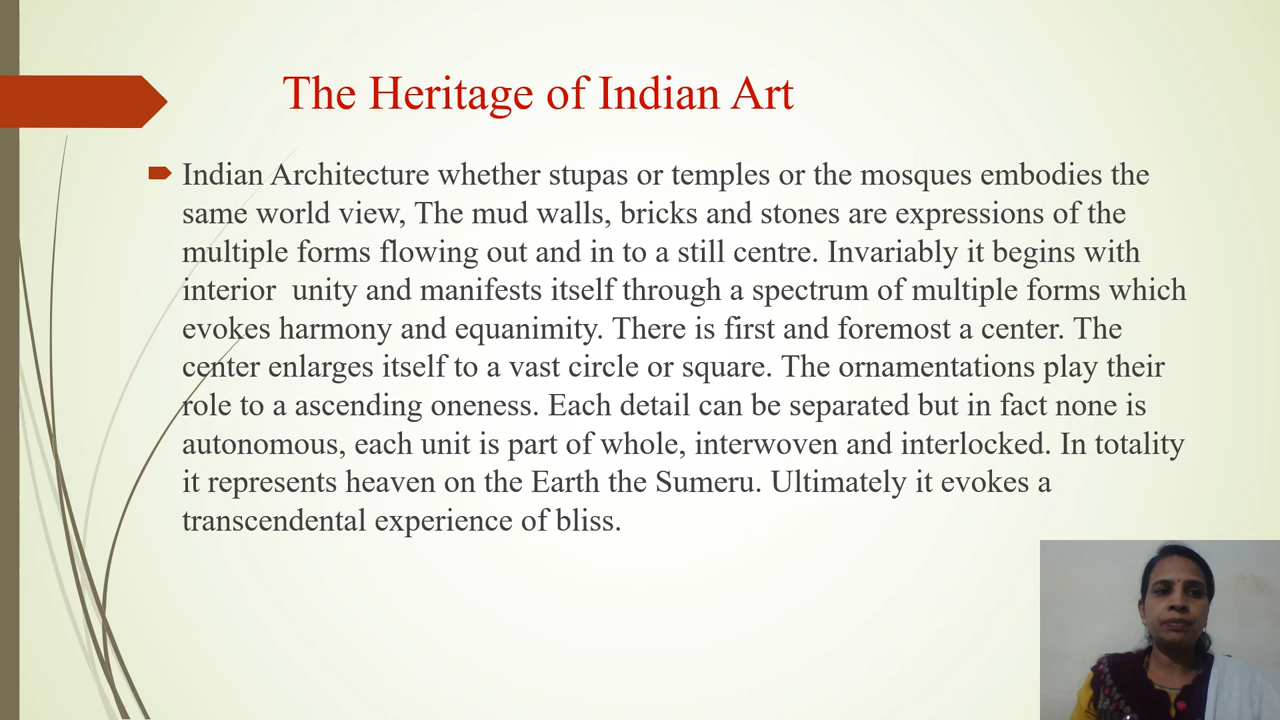 The Heritage of Indian Art
Indian Architecture whether stupas or temples or the mosques embodies the
same world view, The mud walls, bricks and stones are expressions of the
multiple forms flowing out and in to a still centre. Invariably it begins with
interior  unity and manifests itself through a spectrum of multiple forms which
evokes harmony and equanimity. There is first and foremost a center. The
center enlarges itself to a vast circle or square. The ornamentations play their
role to a ascending oneness. Each detail can be separated but in fact none is
autonomous, each unit is part of whole, interwoven and interlocked. In totality
it represents heaven on the Earth the Sumeru. Ultimately it evokes a
transcendental experience of bliss.